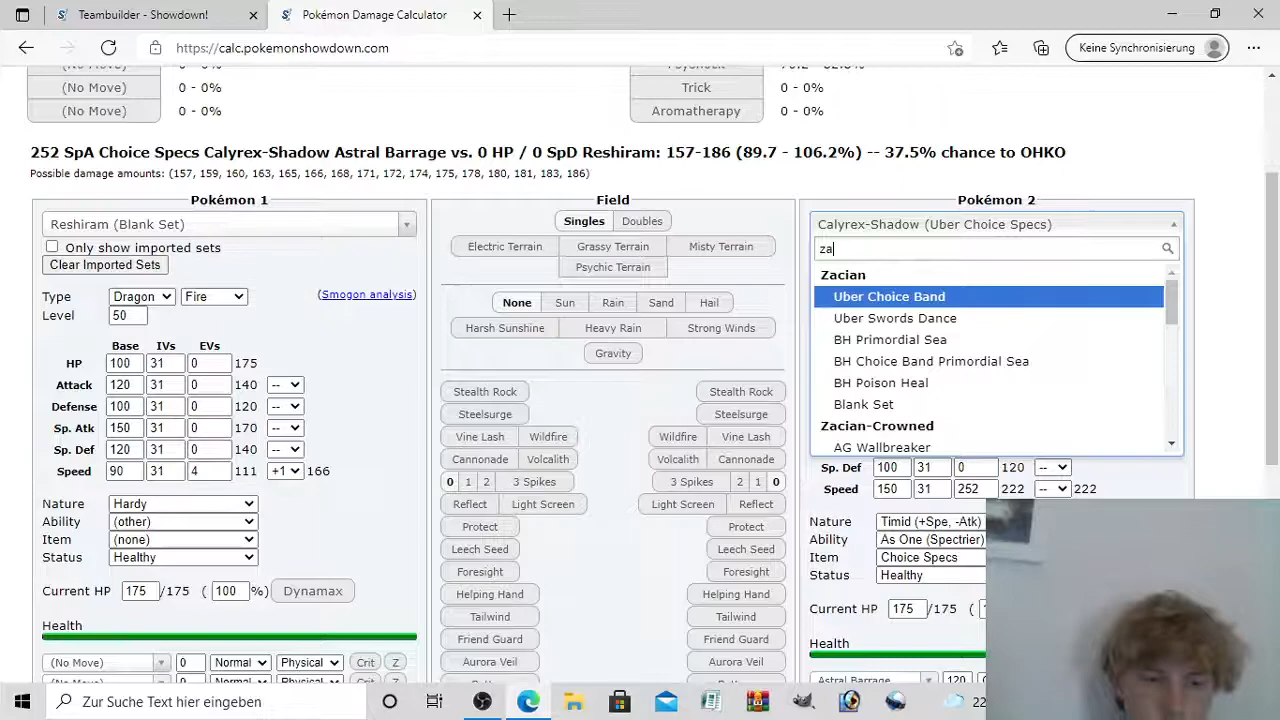 Teambuilder - Showdown!
Pokémon Damage Calculator
https://calc.pokemonshowdown.com
Keine Synchronisierung
(No Move) 0 - 0%
(No Move) 0 - 0%
Trick 0 - 0%
(No Move) 0 - 0%
Aromatherapy 0 - 0%
252 SpA Choice Specs Calyrex-Shadow Astral Barrage vs. 0 HP / 0 SpD Reshiram: 157-186 (89.7 - 106.2%) -- 37.5% chance to OHKO
Possible damage amounts: (157, 159, 160, 163, 165, 166, 168, 171, 172, 174, 175, 178, 180, 181, 183, 186)
Pokémon 1
Reshiram (Blank Set)
Only show imported sets
Clear Imported Sets
Type Dragon Fire (Smogon analysis)
Level 50
Base IVs EVs
HP 100 31 0 175
Attack 120 31 0 140 --
Defense 100 31 0 120 --
Sp. Atk 150 31 0 170 --
Sp. Def 120 31 0 140 --
Speed 90 31 4 111 +1 166
Nature Hardy
Ability (other)
Item (none)
Status Healthy
Current HP 175 /175 ( 100 %) Dynamax
Health
(No Move) 0 Normal Physical Crit Z
Field
Singles Doubles
Electric Terrain Grassy Terrain Misty Terrain
Psychic Terrain
None Sun Rain Sand Hail
Harsh Sunshine Heavy Rain Strong Winds
Gravity
Stealth Rock Stealth Rock
Steelsurge Steelsurge
Vine Lash Wildfire Wildfire Vine Lash
Cannonade Volcalith Volcalith Cannonade
0 1 2 3 Spikes 3 Spikes 2 1 0
Reflect Light Screen Light Screen Reflect
Protect Protect
Leech Seed Leech Seed
Foresight Foresight
Helping Hand Helping Hand
Tailwind Tailwind
Friend Guard Friend Guard
Aurora Veil Aurora Veil
Pokémon 2
Calyrex-Shadow (Uber Choice Specs)
za
Zacian
Uber Choice Band
Uber Swords Dance
BH Primordial Sea
BH Choice Band Primordial Sea
BH Poison Heal
Blank Set
Zacian-Crowned
AG Wallbreaker
Sp. Def 100 31 0 120 --
Speed 150 31 252 222 -- 222
Nature Timid (+Spe, -Atk)
Ability As One (Spectrier)
Item Choice Specs
Status Healthy
Current HP 175 /175 (
Health
Astral Barrage 120
Zur Suche Text hier eingeben